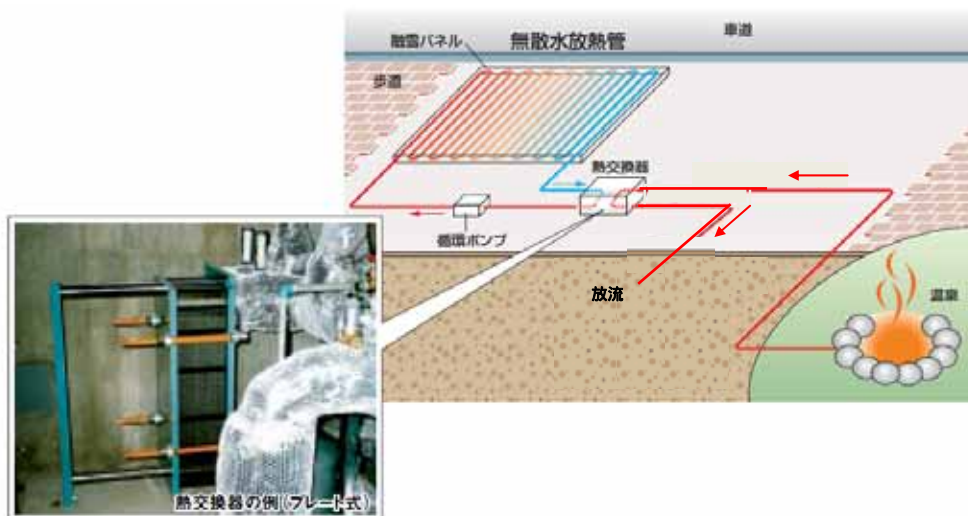 車道
融雪パネル
無散水放熱管
歩道
熱交換器
循環ポンプ
放流
温泉
熱交換器の例(プレート式)